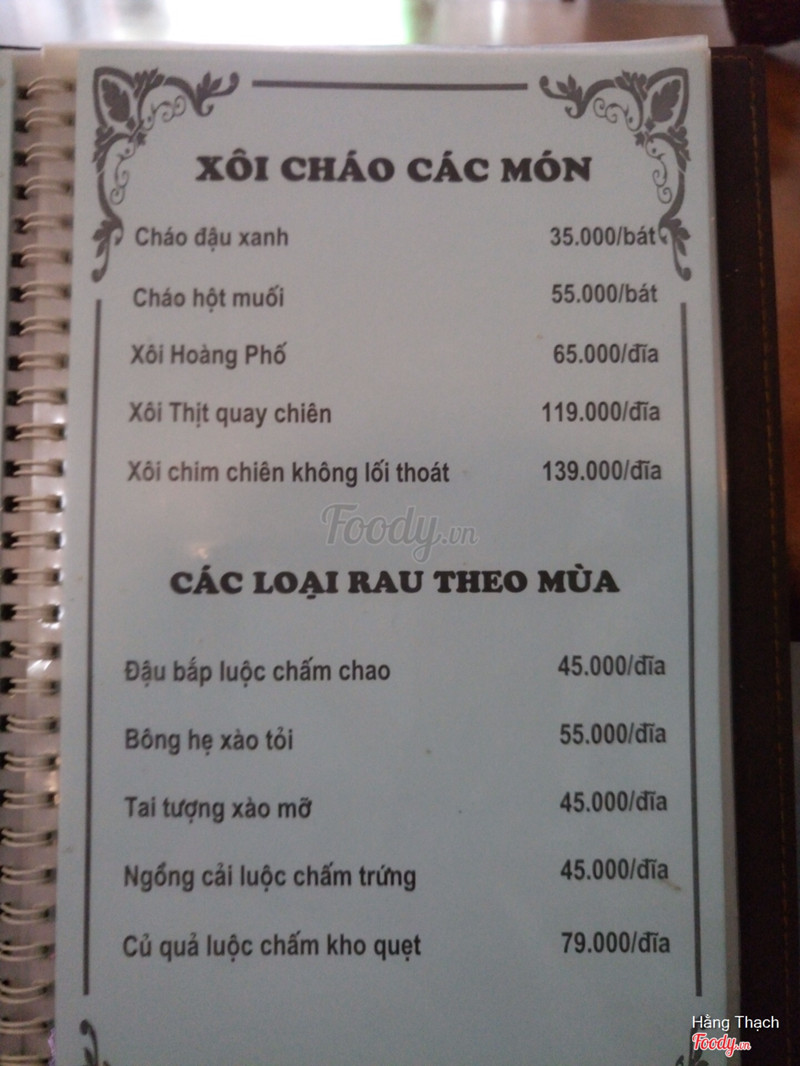 XÔI CHÁO CÁC MÓN
Cháo đậu xanh 35.000/bát
Cháo hột muối 55.000/bát
Xôi Hoàng Phố 65.000/đĩa
Xôi Thịt quay chiên 119.000/đĩa
Xôi chim chiên không lối thoát 139.000/đĩa
Foody.vn
CÁC LOẠI RAU THEO MÙA
Đậu bắp luộc chấm chao 45.000/đĩa
Bông hẹ xào tỏi 55.000/đĩa
Tai tượng xào mỡ 45.000/đĩa
Ngồng cải luộc chấm trứng 45.000/đĩa
Củ quả luộc chấm kho quẹt 79.000/đĩa
Hằng Thạch
Foody.vn